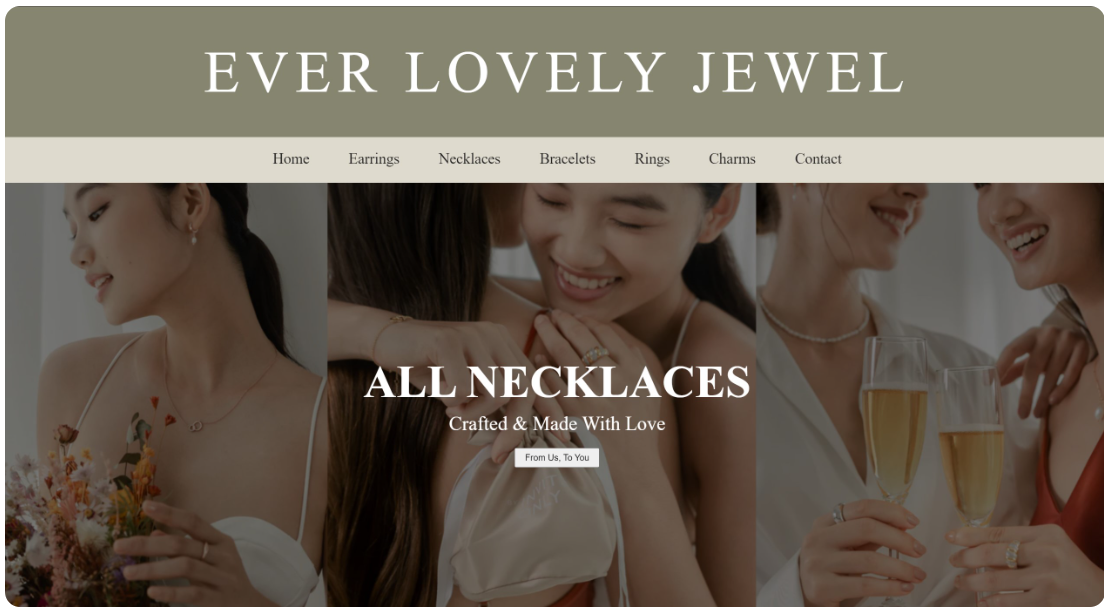 EVER LOVELY JEWEL
Home Earrings Necklaces Bracelets Rings Charms Contact
ALL NECKLACES
Crafted & Made With Love
From Us, To You